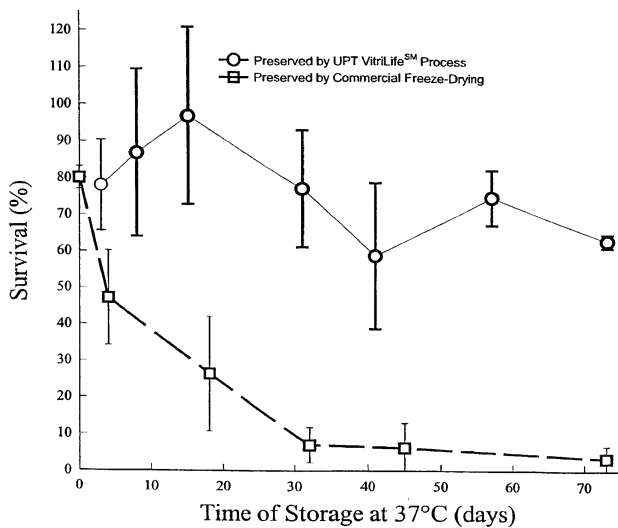 120
110
100
90
80
70
60
50
40
30
20
10
0
Survival (%)
Preserved by UPT VitriLife℠ Process
Preserved by Commercial Freeze-Drying
0 10 20 30 40 50 60 70
Time of Storage at 37°C (days)